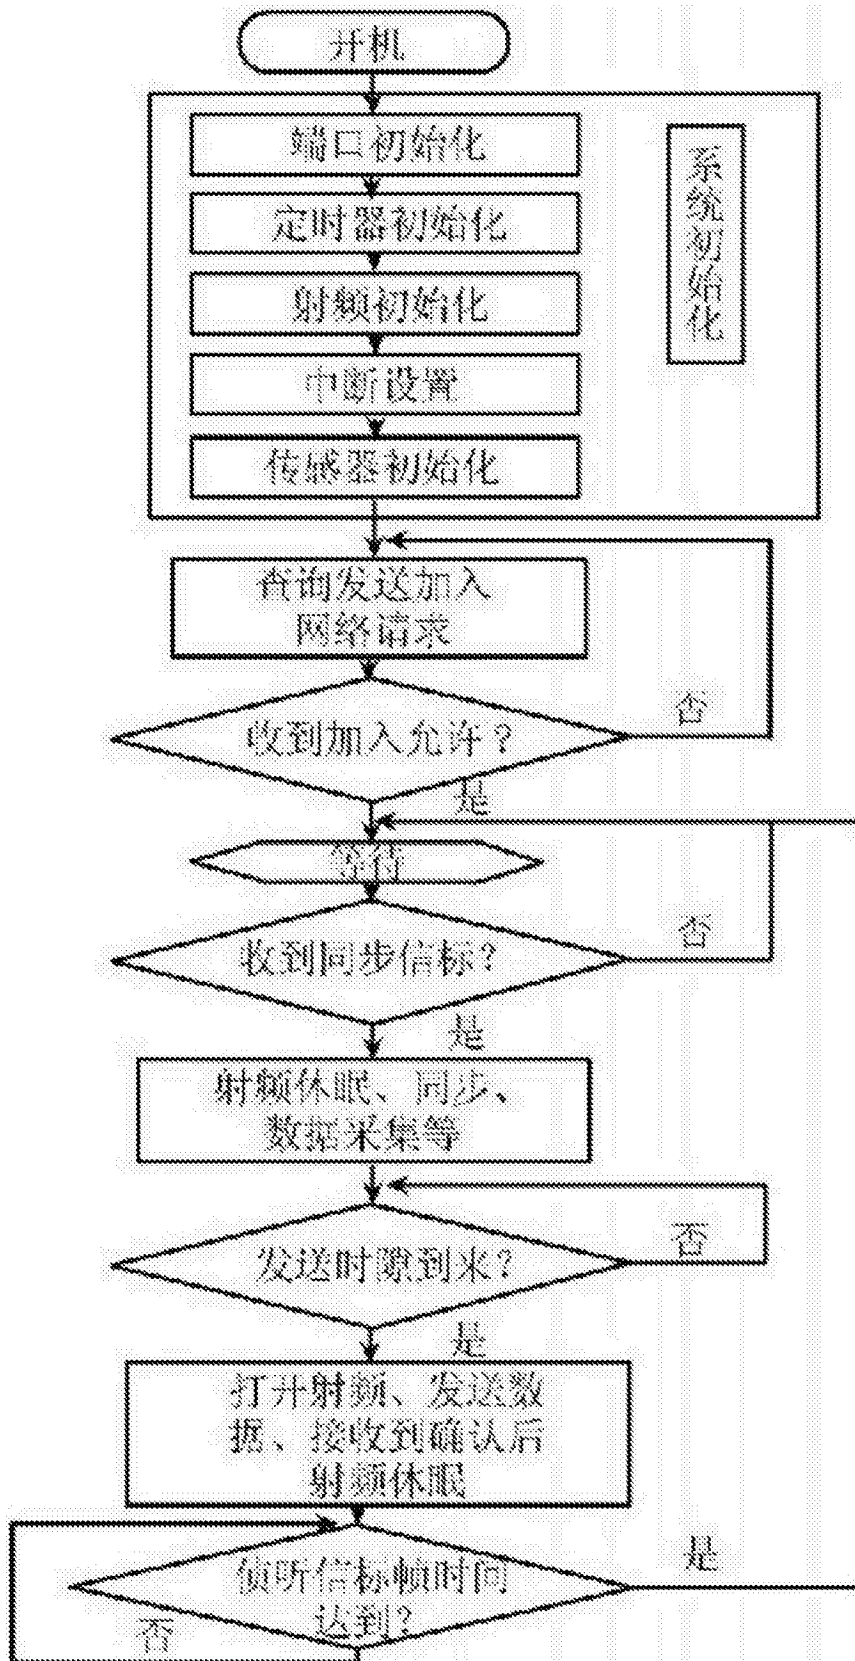 开机
端口初始化
系统初始化
定时器初始化
射频初始化
中断设置
传感器初始化
查询发送加入
网络请求
收到加入允许？
否
是
等待
收到同步信标？
否
是
射频休眠、同步、
数据采集等
发送时隙到来？
否
是
打开射频、发送数
据、接收到确认后
射频休眠
侦听信标帧时间
达到？
是
否